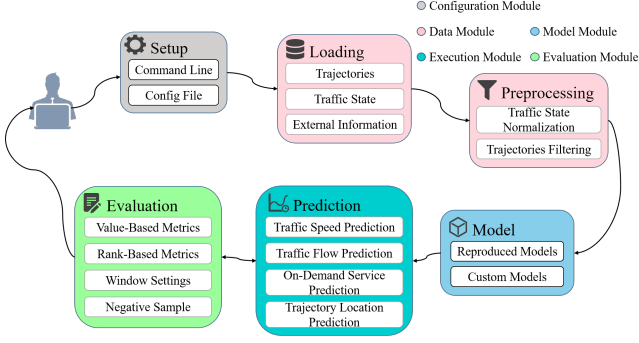 Configuration Module
Data Module
Model Module
Execution Module
Evaluation Module
Setup
Command Line
Config File
Loading
Trajectories
Traffic State
External Information
Preprocessing
Traffic State
Normalization
Trajectories Filtering
Model
Reproduced Models
Custom Models
Prediction
Traffic Speed Prediction
Traffic Flow Prediction
On-Demand Service
Prediction
Trajectory Location
Prediction
Evaluation
Value-Based Metrics
Rank-Based Metrics
Window Settings
Negative Sample